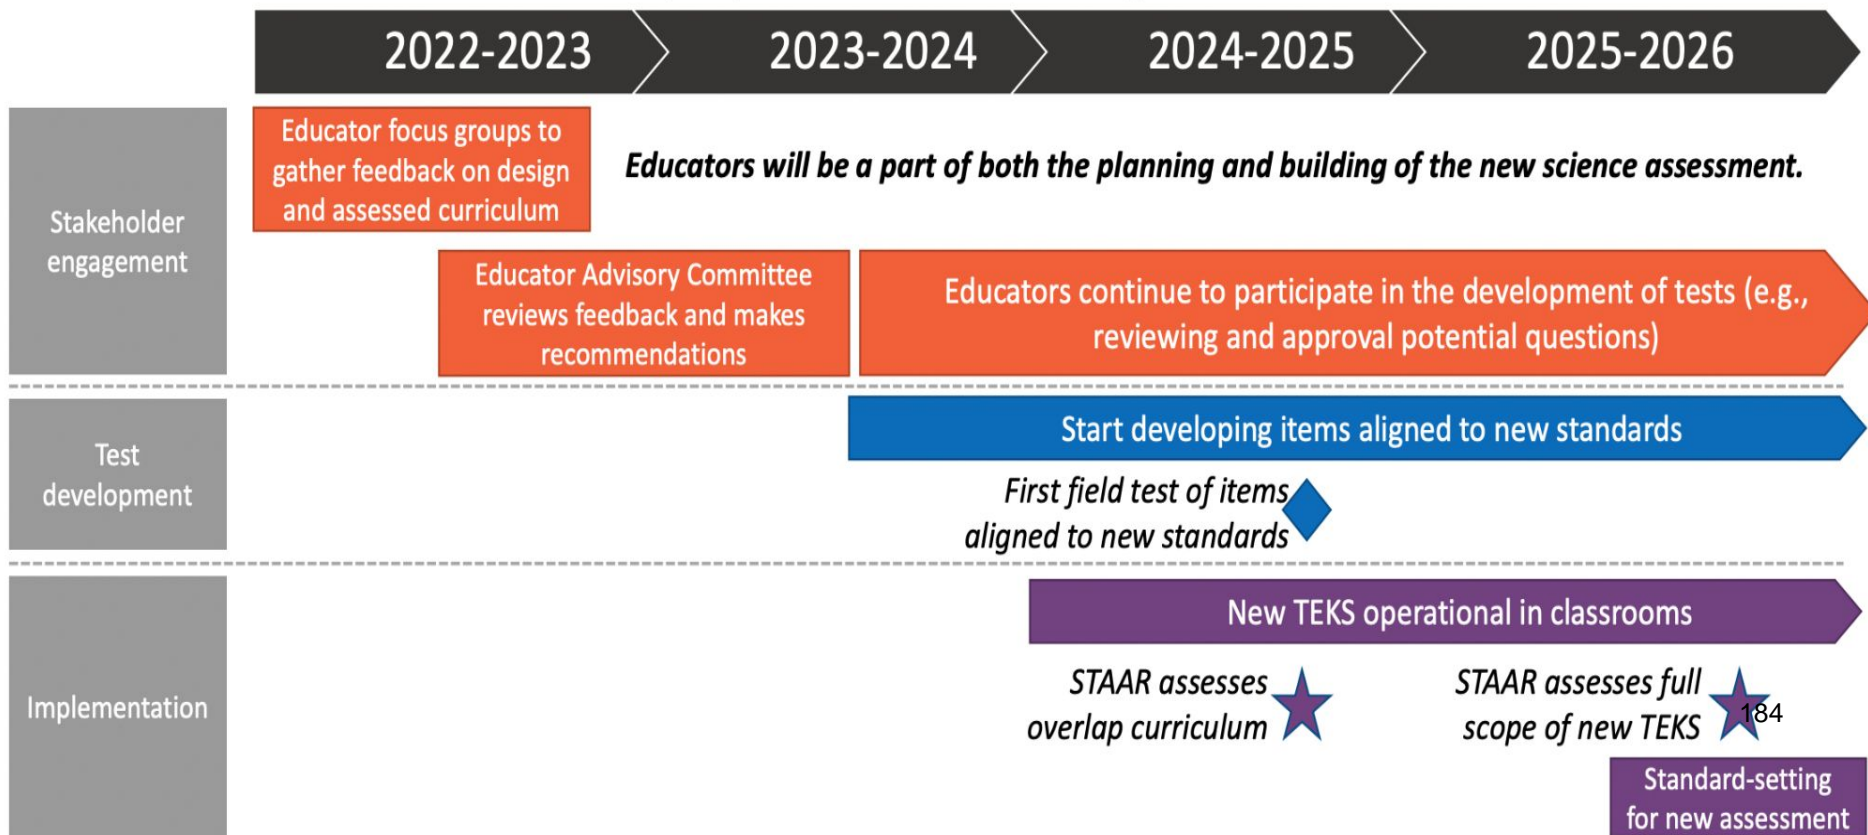 2022-2023
2023-2024
2024-2025
2025-2026
Stakeholder
engagement
Educator focus groups to
gather feedback on design
and assessed curriculum
Educators will be a part of both the planning and building of the new science assessment.
Educator Advisory Committee
reviews feedback and makes
recommendations
Educators continue to participate in the development of tests (e.g.,
reviewing and approval potential questions)
Test
development
Start developing items aligned to new standards
First field test of items
aligned to new standards
Implementation
New TEKS operational in classrooms
STAAR assesses
overlap curriculum
STAAR assesses full
scope of new TEKS
184
Standard-setting
for new assessment